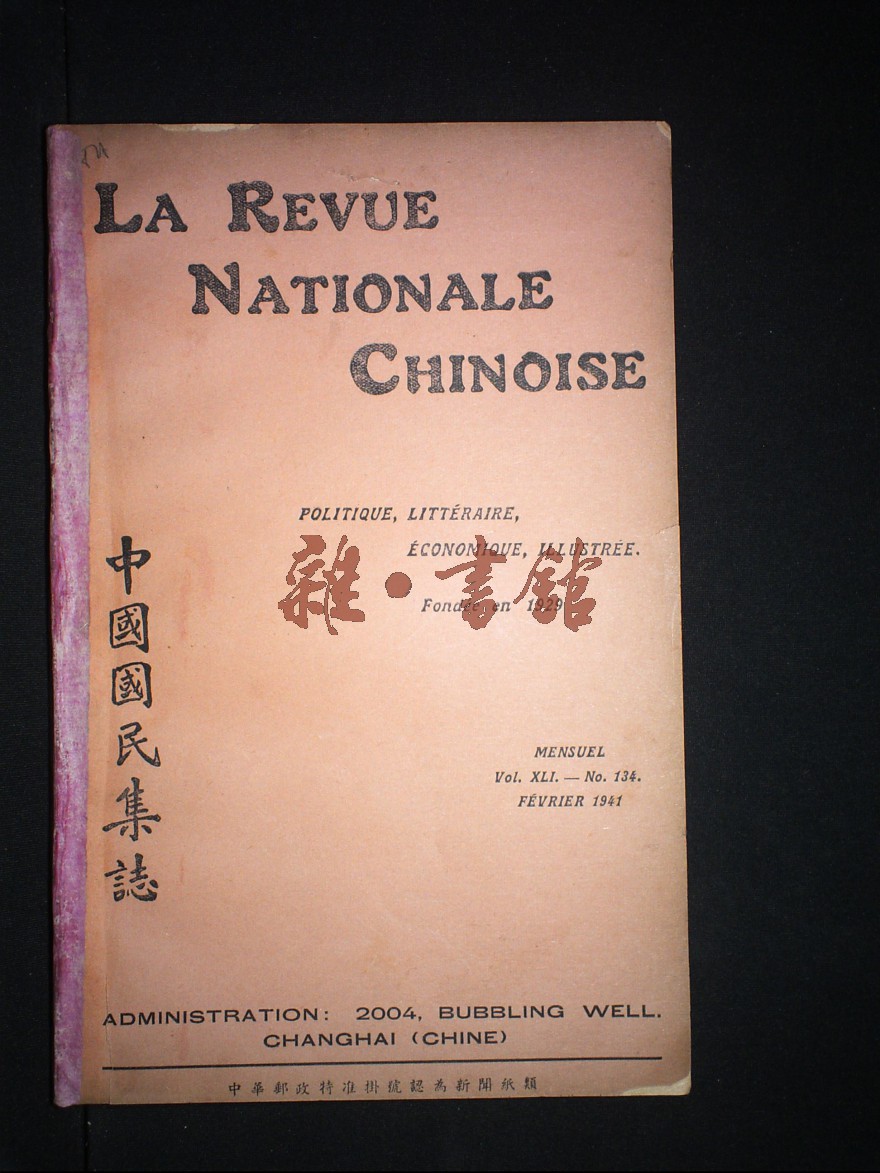 LA REVUE
NATIONALE
CHINOISE
POLITIQUE, LITTÉRAIRE,
ÉCONOMIQUE, ILLUSTRÉE.
Fondée en 1929
雜•書館
中國國民集誌
MENSUEL
Vol. XLI. — No. 134.
FÉVRIER 1941
ADMINISTRATION: 2004, BUBBLING WELL.
CHANGHAI (CHINE)
中華郵政特准掛號認為新聞紙類